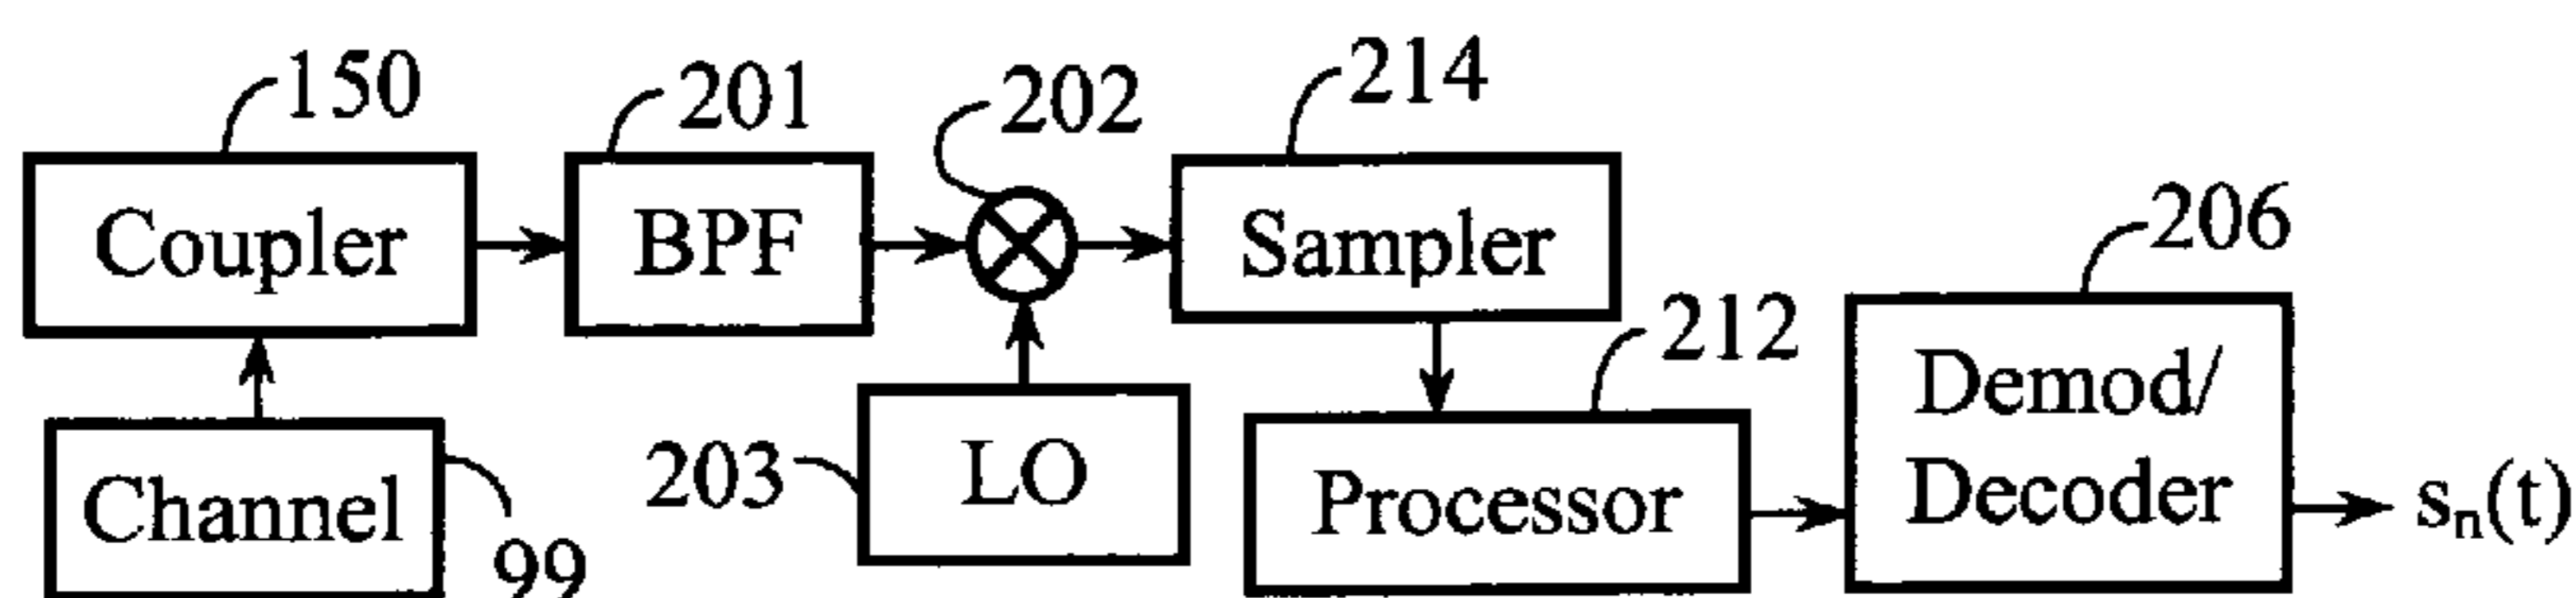 150
201
202
214
206
Coupler
BPF
Sampler
212
Demod/
Decoder
Channel
99
203
LO
Processor
sₙ(t)